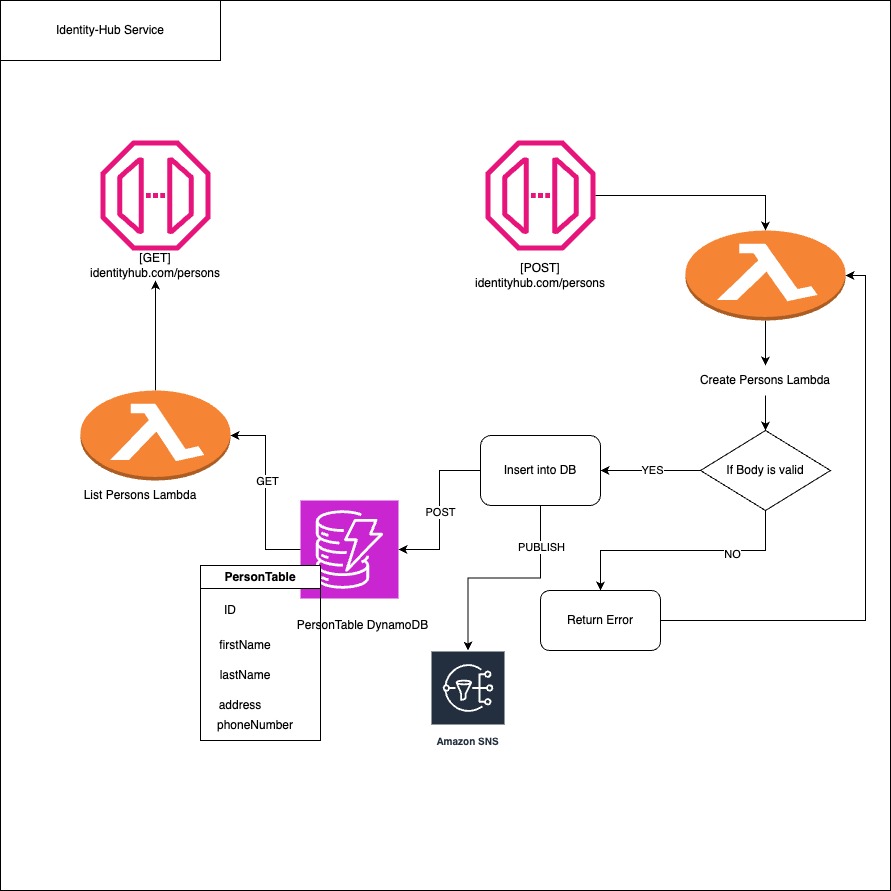 Identity-Hub Service
[GET]
identityhub.com/persons
[POST]
identityhub.com/persons
Create Persons Lambda
List Persons Lambda
GET
Insert into DB
YES
If Body is valid
POST
PUBLISH
NO
PersonTable
ID
firstName
lastName
address
phoneNumber
PersonTable DynamoDB
Return Error
Amazon SNS